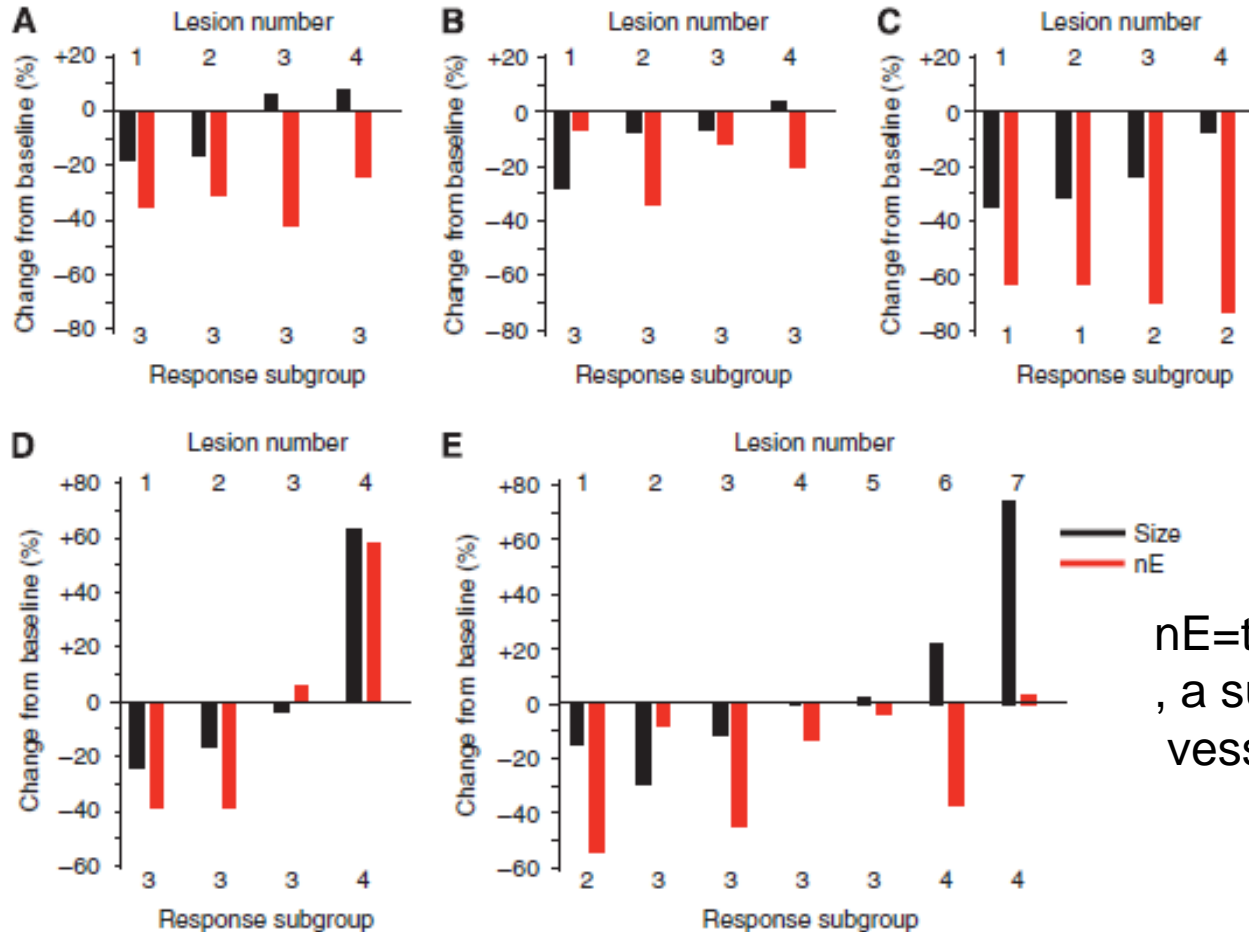 A
Lesion number
1 2 3 4
Change from baseline (%)
+20
0
–20
–40
–60
–80
3 3 3 3
Response subgroup
B
Lesion number
1 2 3 4
Change from baseline (%)
+20
0
–20
–40
–60
–80
3 3 3 3
Response subgroup
C
Lesion number
1 2 3 4
Change from baseline (%)
+20
0
–20
–40
–60
–80
1 1 2 2
Response subgroup
D
Lesion number
1 2 3 4
Change from baseline (%)
+80
+60
+40
+20
0
–20
–40
–60
3 3 3 4
Response subgroup
E
Lesion number
1 2 3 4 5 6 7
Change from baseline (%)
+80
+60
+40
+20
0
–20
–40
–60
2 3 3 3 3 4 4
Response subgroup
Size
nE
nE=t
, a su
vess